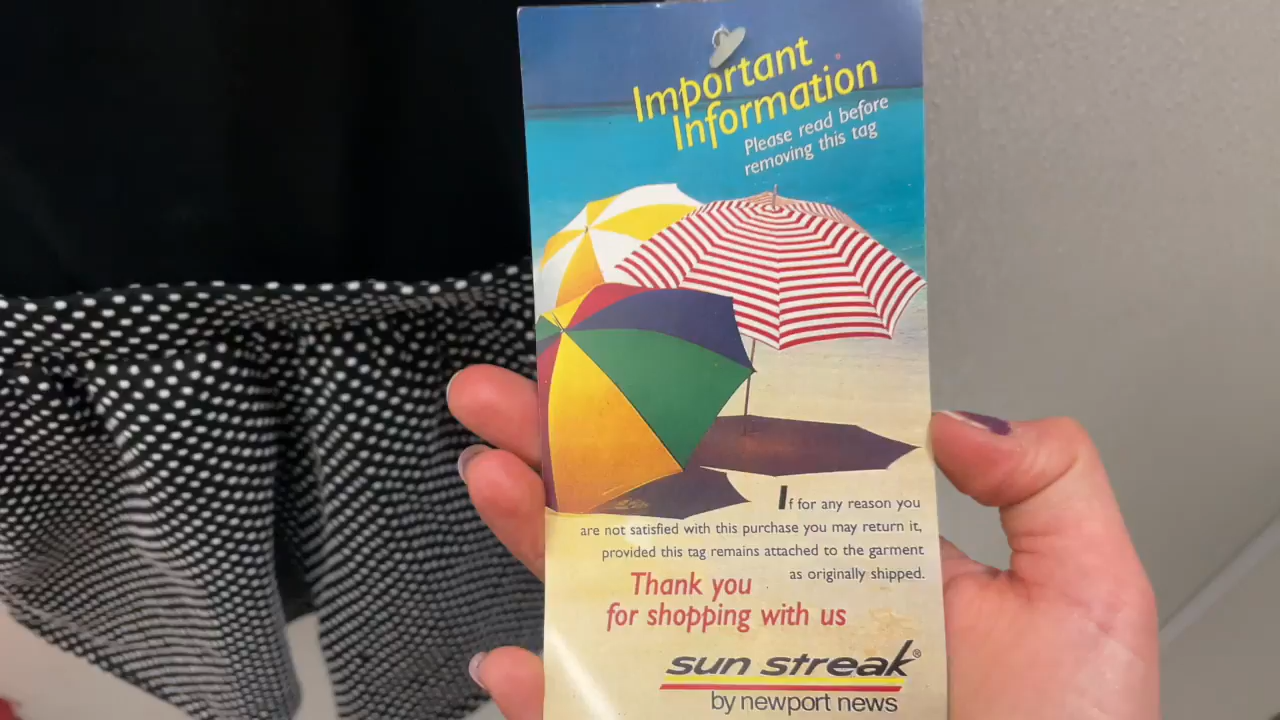 Important
Information
Please read before
removing this tag
If for any reason you
are not satisfied with this purchase you may return it,
provided this tag remains attached to the garment
as originally shipped.
Thank you
for shopping with us
sun streak®
by newport news